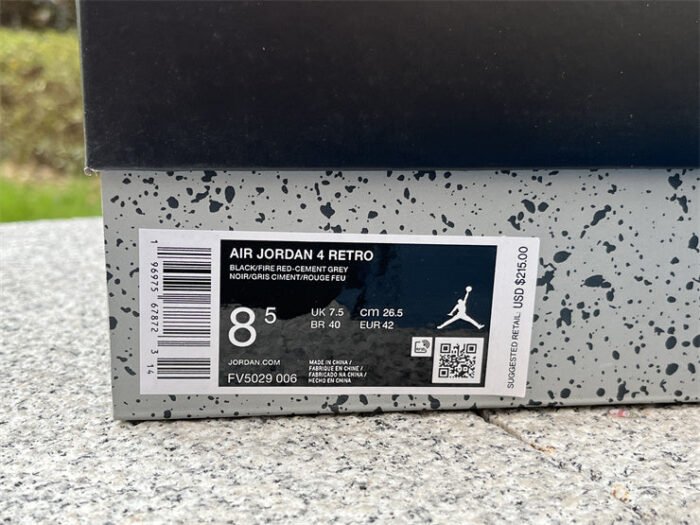 1 96975 67872 3 14
AIR JORDAN 4 RETRO
BLACK/FIRE RED-CEMENT GREY
NOIR/GRIS CIMENT/ROUGE FEU
8 5
UK 7.5 cm 26.5
BR 40 EUR 42
JORDAN.COM
FV5029 006
MADE IN CHINA /
FABRIQUÉ EN CHINE /
FABRICADO NA CHINA /
HECHO EN CHINA
SUGGESTED RETAIL USD $215.00